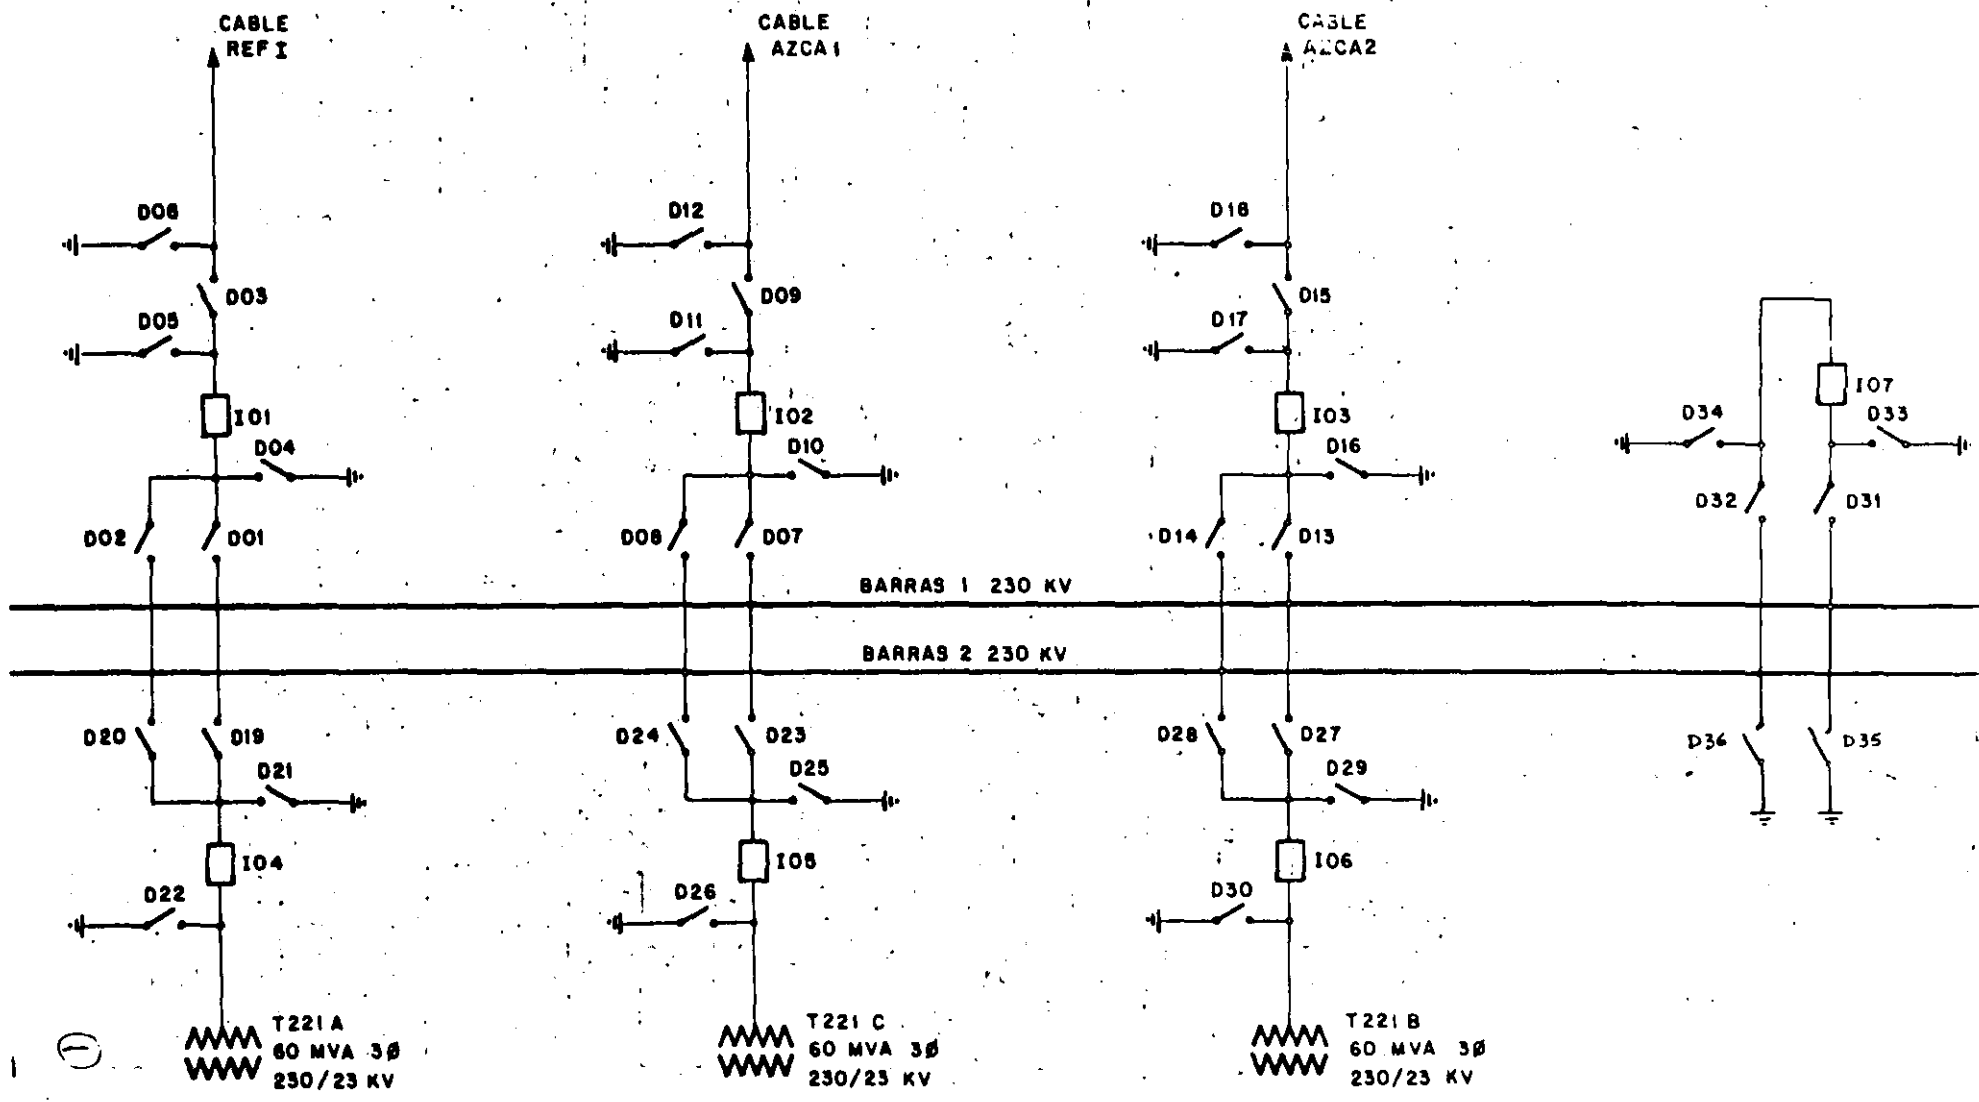 CABLE
REF I
CABLE
AZCA1
CABLE
AZCA2
D06
D12
D18
D03
D09
D15
D05
D11
D17
I01
I02
I03
I07
D04
D10
D16
D34
D33
D02
D01
D08
D07
D14
D13
D32
D31
BARRAS 1 230 KV
BARRAS 2 230 KV
D20
D19
D24
D23
D28
D27
D36
D35
D21
D25
D29
I04
I05
I06
D22
D26
D30
T221 A
60 MVA 3Ø
230/23 KV
T221 C
60 MVA 3Ø
230/23 KV
T221 B
60 MVA 3Ø
230/23 KV